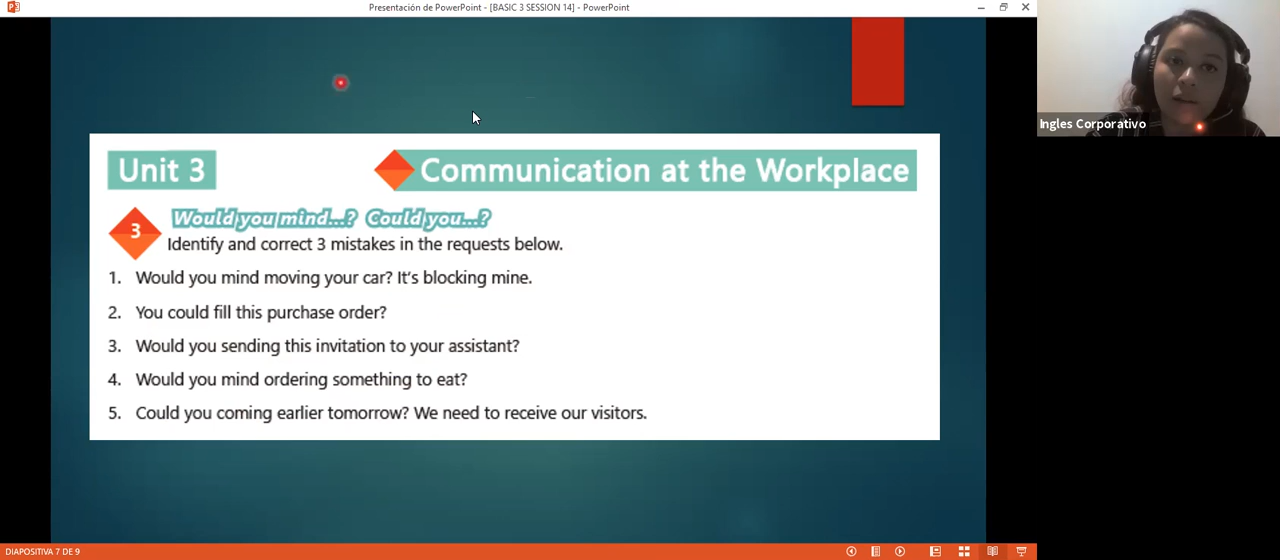 Presentación de PowerPoint - [BASIC 3 SESSION 14] - PowerPoint
Ingles Corporativo
Unit 3
Communication at the Workplace
3
Would you mind...? Could you...?
Identify and correct 3 mistakes in the requests below.
1. Would you mind moving your car? It's blocking mine.
2. You could fill this purchase order?
3. Would you sending this invitation to your assistant?
4. Would you mind ordering something to eat?
5. Could you coming earlier tomorrow? We need to receive our visitors.
DIAPOSITIVA 7 DE 9